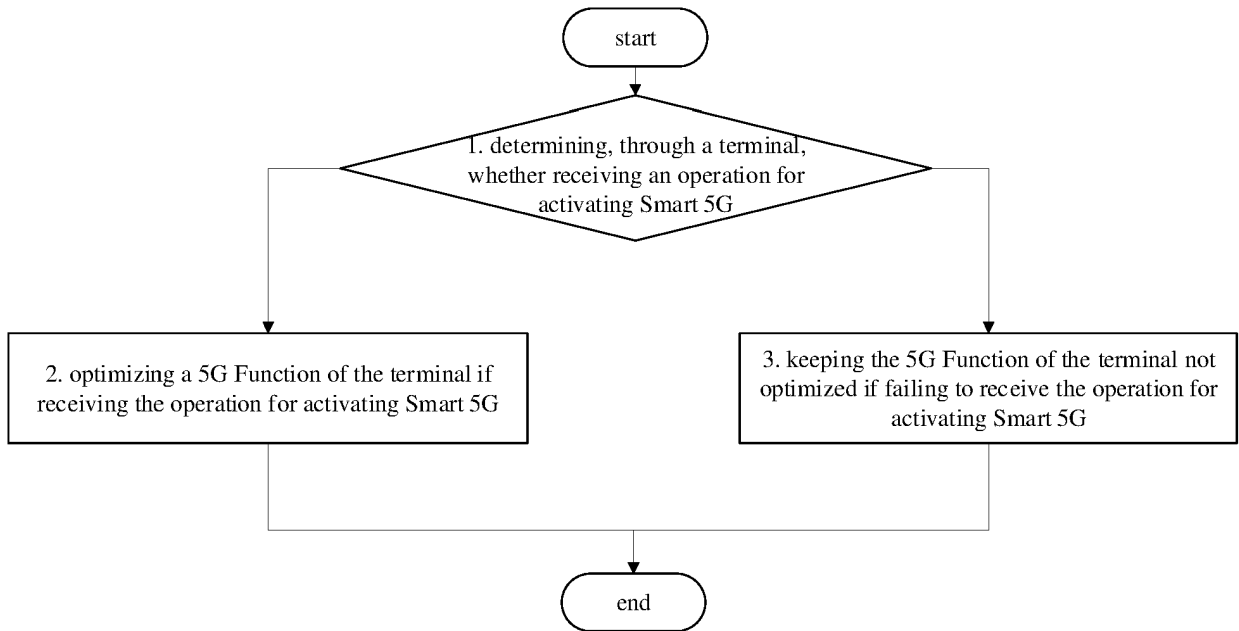 start
1. determining, through a terminal,
whether receiving an operation for
activating Smart 5G
2. optimizing a 5G Function of the terminal if
receiving the operation for activating Smart 5G
3. keeping the 5G Function of the terminal not
optimized if failing to receive the operation for
activating Smart 5G
end